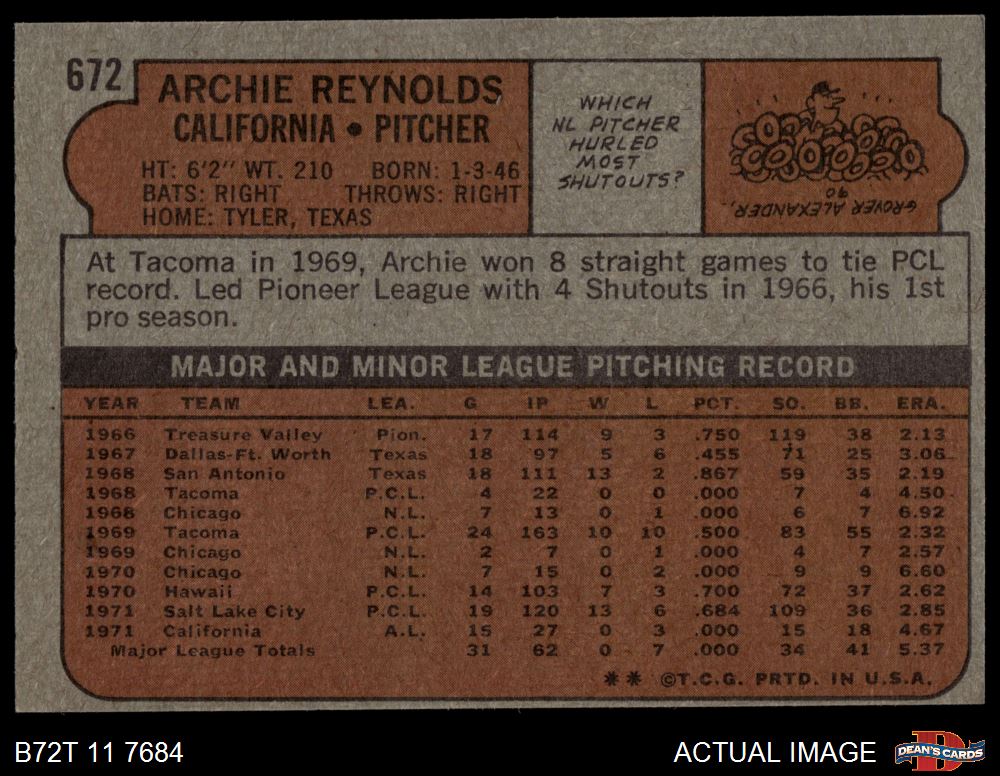 672
ARCHIE REYNOLDS
CALIFORNIA • PITCHER
HT: 6'2" WT. 210 BORN: 1-3-46
BATS: RIGHT THROWS: RIGHT
HOME: TYLER, TEXAS
WHICH
NL PITCHER
HURLED
MOST
SHUTOUTS?
GROVER ALEXANDER,
90
At Tacoma in 1969, Archie won 8 straight games to tie PCL
record. Led Pioneer League with 4 Shutouts in 1966, his 1st
pro season.
MAJOR AND MINOR LEAGUE PITCHING RECORD
YEAR TEAM LEA. G IP W L PCT. SO. BB. ERA.
1966 Treasure Valley Pion. 17 114 9 3 .750 119 38 2.13
1967 Dallas-Ft. Worth Texas 18 97 5 6 .455 71 25 3.06
1968 San Antonio Texas 18 111 13 2 .867 59 35 2.19
1968 Tacoma P.C.L. 4 22 0 0 .000 7 4 4.50
1968 Chicago N.L. 7 13 0 1 .000 6 7 6.92
1969 Tacoma P.C.L. 24 163 10 10 .500 83 55 2.32
1969 Chicago N.L. 2 7 0 1 .000 4 7 2.57
1970 Chicago N.L. 7 15 0 2 .000 9 9 6.60
1970 Hawaii P.C.L. 14 103 7 3 .700 72 37 2.62
1971 Salt Lake City P.C.L. 19 120 13 6 .684 109 36 2.85
1971 California A.L. 15 27 0 3 .000 15 18 4.67
Major League Totals 31 62 0 7 .000 34 41 5.37
** ©T.C.G. PRTD. IN U.S.A.
B72T 11 7684 ACTUAL IMAGE
DEAN'S CARDS